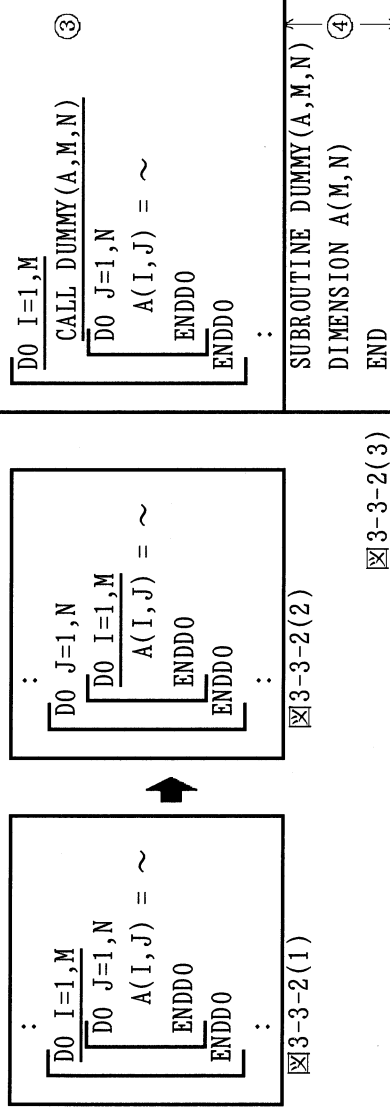 :
DO I=1,M
DO J=1,N
A(I,J) = ~
ENDDO
ENDDO
:
図3-3-2(1)
:
DO J=1,N
DO I=1,M
A(I,J) = ~
ENDDO
ENDDO
:
図3-3-2(2)
DO I=1,M
CALL DUMMY(A,M,N) ③
DO J=1,N
A(I,J) = ~
ENDDO
ENDDO
:
SUBROUTINE DUMMY(A,M,N)
DIMENSION A(M,N) ④
END
図3-3-2(3)